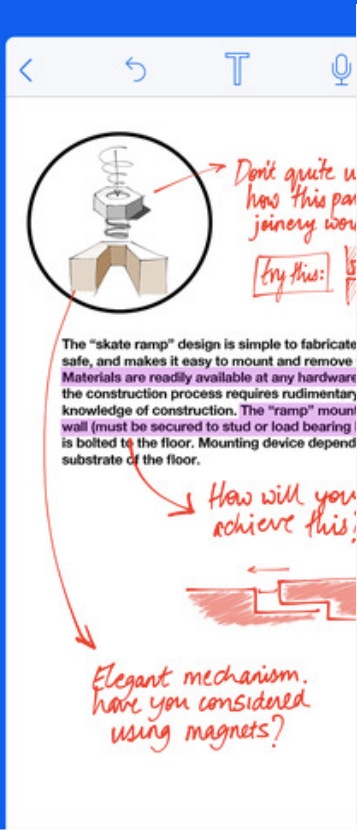 Don't quite
how this
joinery
try this:
The “skate ramp” design is simple to fabricate
safe, and makes it easy to mount and remove
Materials are readily available at any hardware
the construction process requires rudimentary
knowledge of construction. The “ramp” mount
wall (must be secured to stud or load bearing
is bolted to the floor. Mounting device depend
substrate of the floor.
How will you
achieve this?
Elegant mechanism.
have you considered
using magnets?